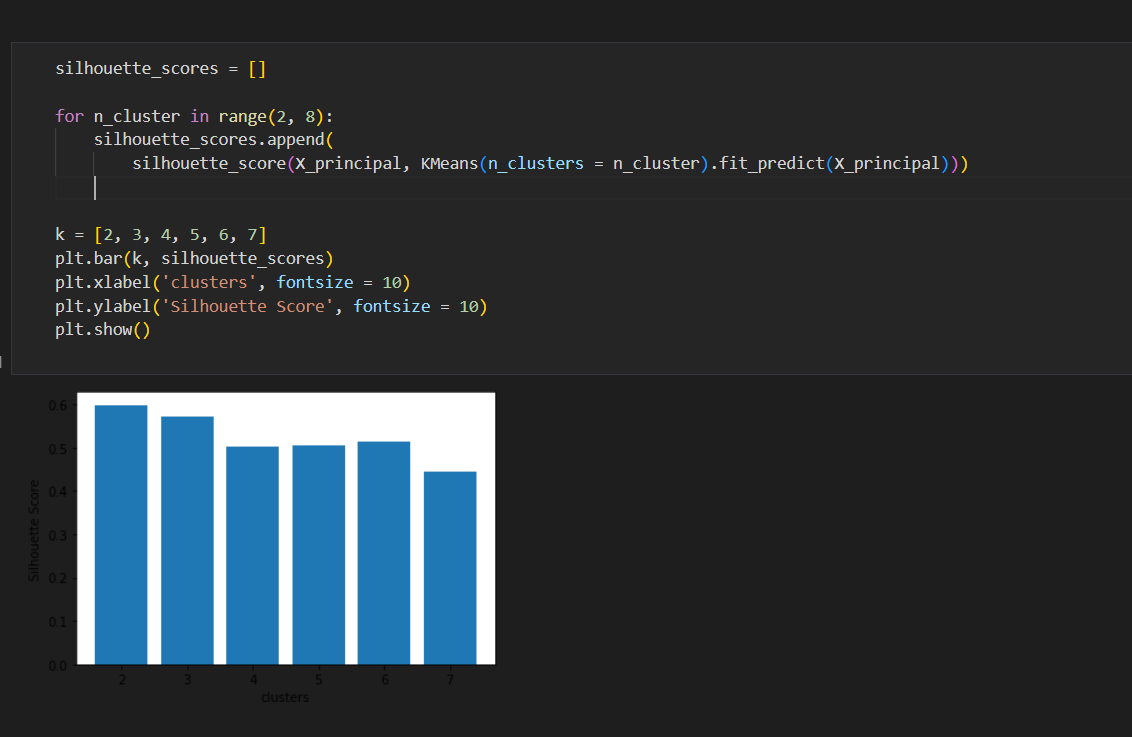 silhouette_scores = []
for n_cluster in range(2, 8):
silhouette_scores.append(
silhouette_score(X_principal, KMeans(n_clusters = n_cluster).fit_predict(X_principal)))
k = [2, 3, 4, 5, 6, 7]
plt.bar(k, silhouette_scores)
plt.xlabel('clusters', fontsize = 10)
plt.ylabel('Silhouette Score', fontsize = 10)
plt.show()
0.6
0.5
0.4
0.3
0.2
0.1
0.0
Silhouette Score
2 3 4 5 6 7
clusters